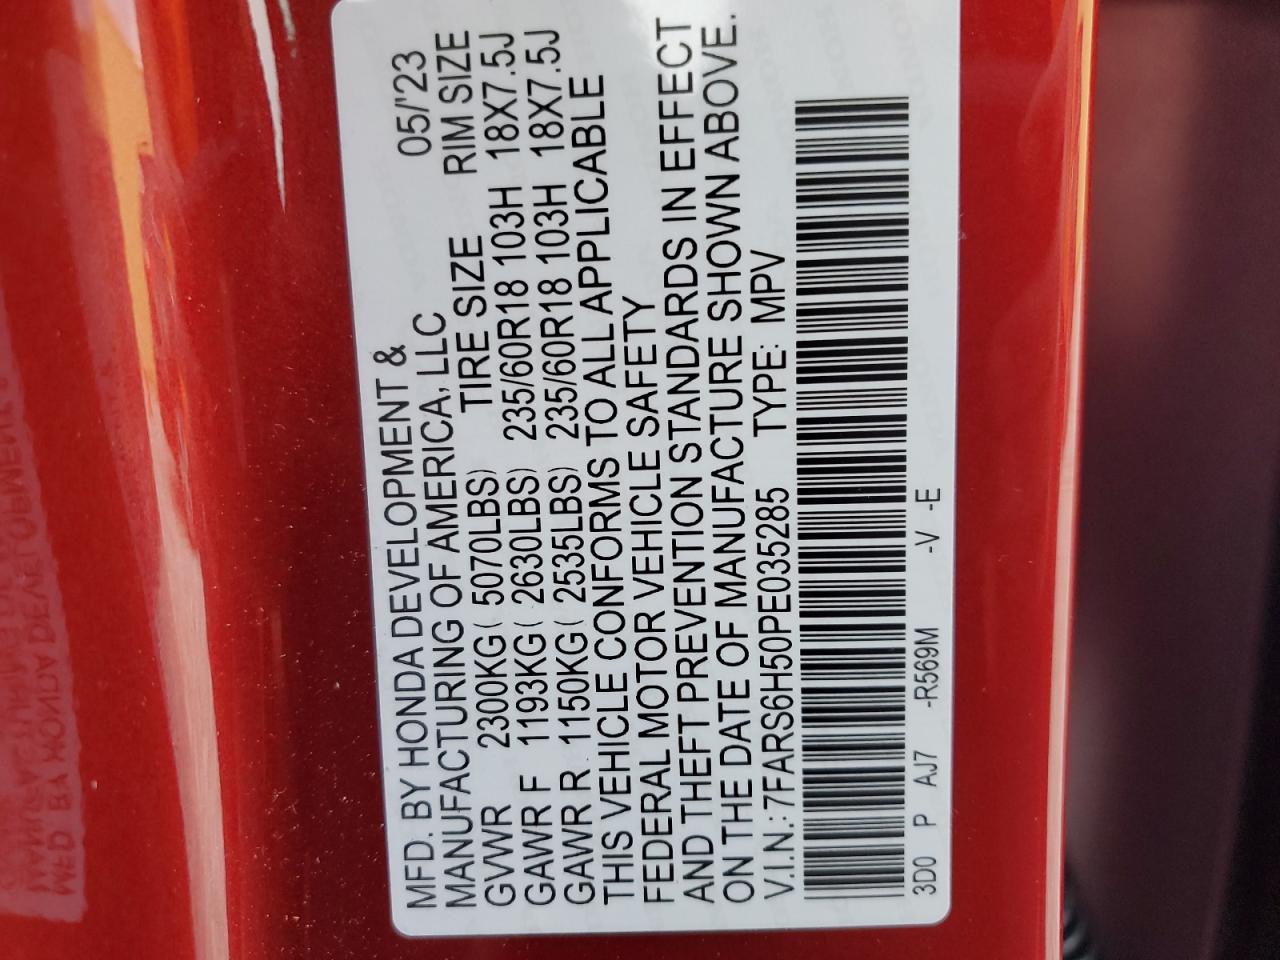 MFD. BY HONDA DEVELOPMENT & 05/'23
MANUFACTURING OF AMERICA, LLC
TIRE SIZE RIM SIZE
GVWR 2300KG( 5070LBS)
GAWR F 1193KG( 2630LBS) 235/60R18 103H 18X7.5J
GAWR R 1150KG( 2535LBS) 235/60R18 103H 18X7.5J
THIS VEHICLE CONFORMS TO ALL APPLICABLE
FEDERAL MOTOR VEHICLE SAFETY
AND THEFT PREVENTION STANDARDS IN EFFECT
ON THE DATE OF MANUFACTURE SHOWN ABOVE.
V.I.N.: 7FARS6H50PE035285 TYPE: MPV
3D0 P AJ7 -R569M -V -E